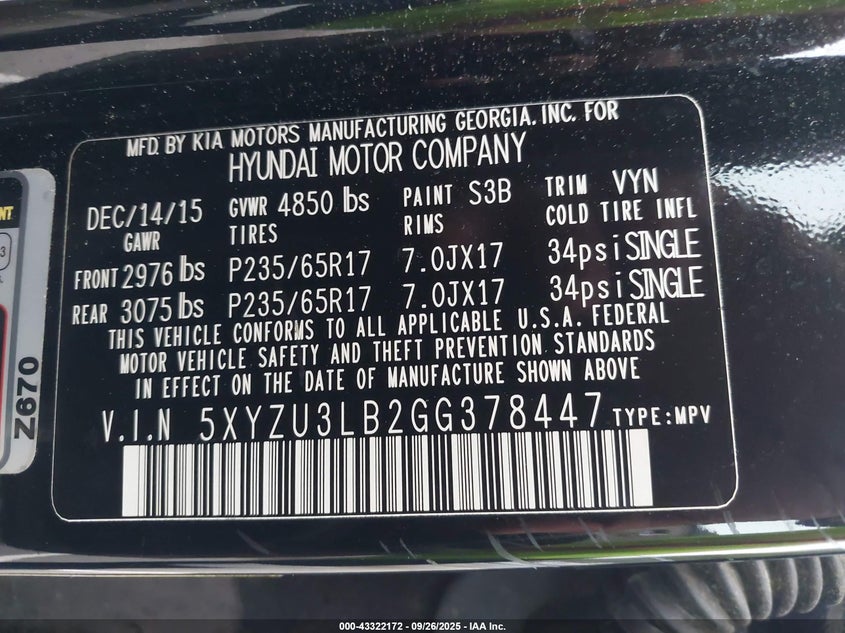 MFD. BY KIA MOTORS MANUFACTURING GEORGIA, INC. FOR
HYUNDAI MOTOR COMPANY
DEC/14/15 GVWR 4850 lbs PAINT S3B TRIM VYN
GAWR TIRES RIMS COLD TIRE INFL
FRONT 2976 lbs P235/65R17 7.0JX17 34psi SINGLE
REAR 3075 lbs P235/65R17 7.0JX17 34psi SINGLE
THIS VEHICLE CONFORMS TO ALL APPLICABLE U.S.A. FEDERAL
MOTOR VEHICLE SAFETY AND THEFT PREVENTION STANDARDS
IN EFFECT ON THE DATE OF MANUFACTURE SHOWN ABOVE
V.I.N 5XYZU3LB2GG378447 TYPE:MPV
Z670
000-43322172 - 09/26/2025 - IAA Inc.